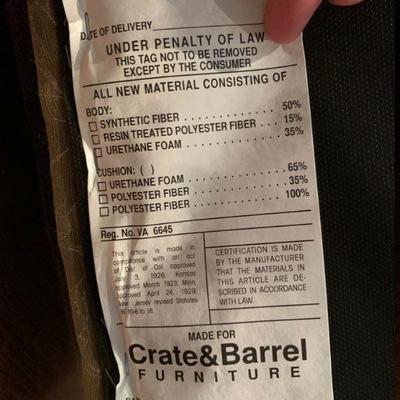 DATE OF DELIVERY
UNDER PENALTY OF LAW
THIS TAG NOT TO BE REMOVED
EXCEPT BY THE CONSUMER
ALL NEW MATERIAL CONSISTING OF
BODY:
SYNTHETIC FIBER . . . . . . . . . . . . . 50%
RESIN TREATED POLYESTER FIBER . . . 15%
URETHANE FOAM . . . . . . . . . . . . . 35%
CUSHION: ( )
URETHANE FOAM . . . . . . . . . . . . . 65%
POLYESTER FIBER . . . . . . . . . . . . . 35%
POLYESTER FIBER . . . . . . . . . . . . . 100%
Reg. No. VA 6645
This article is made in
compliance with an act
of Dist. of Col. approved
June 3, 1926; Kansas
approved March 1923; Minn.
approved April 24, 1929;
New Jersey revised Statutes
10-6 to 18.
CERTIFICATION IS MADE
BY THE MANUFACTURER
THAT THE MATERIALS IN
THIS ARTICLE ARE DE-
SCRIBED IN ACCORDANCE
WITH LAW.
MADE FOR
Crate&Barrel
FURNITURE